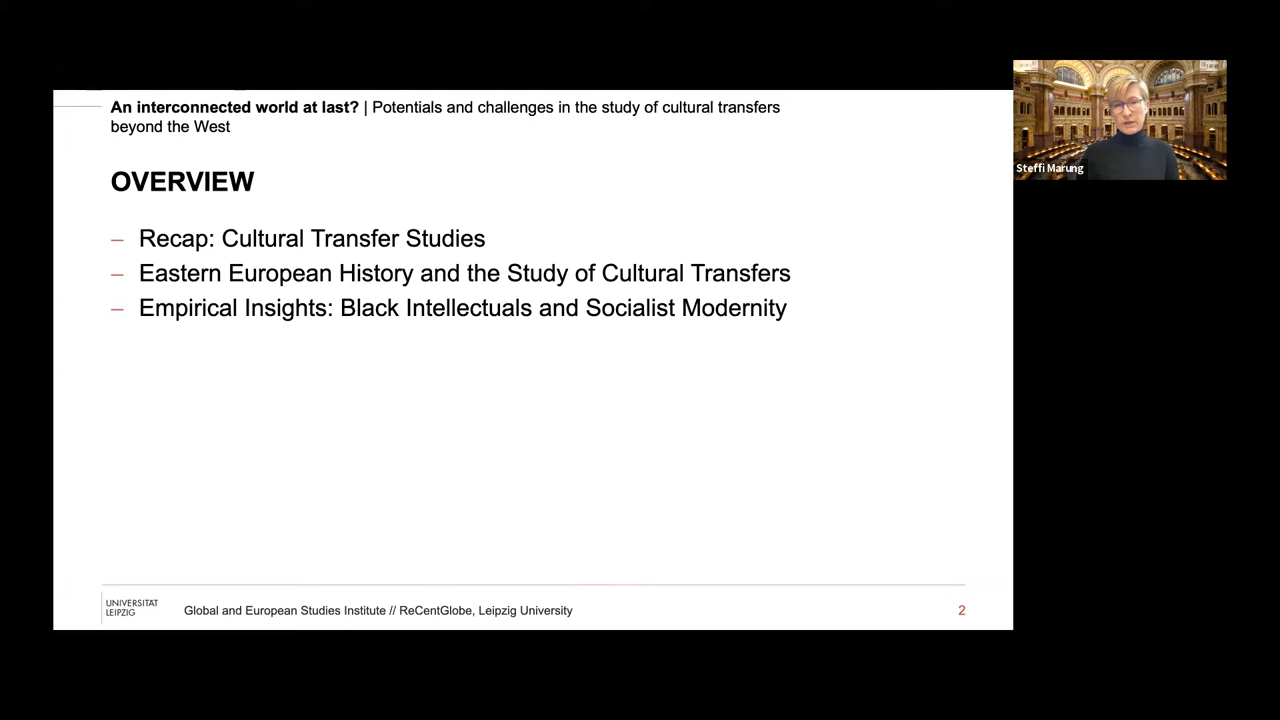 An interconnected world at last? | Potentials and challenges in the study of cultural transfers
beyond the West
OVERVIEW
– Recap: Cultural Transfer Studies
– Eastern European History and the Study of Cultural Transfers
– Empirical Insights: Black Intellectuals and Socialist Modernity
UNIVERSITÄT
LEIPZIG
Global and European Studies Institute // ReCentGlobe, Leipzig University
2
Steffi Marung